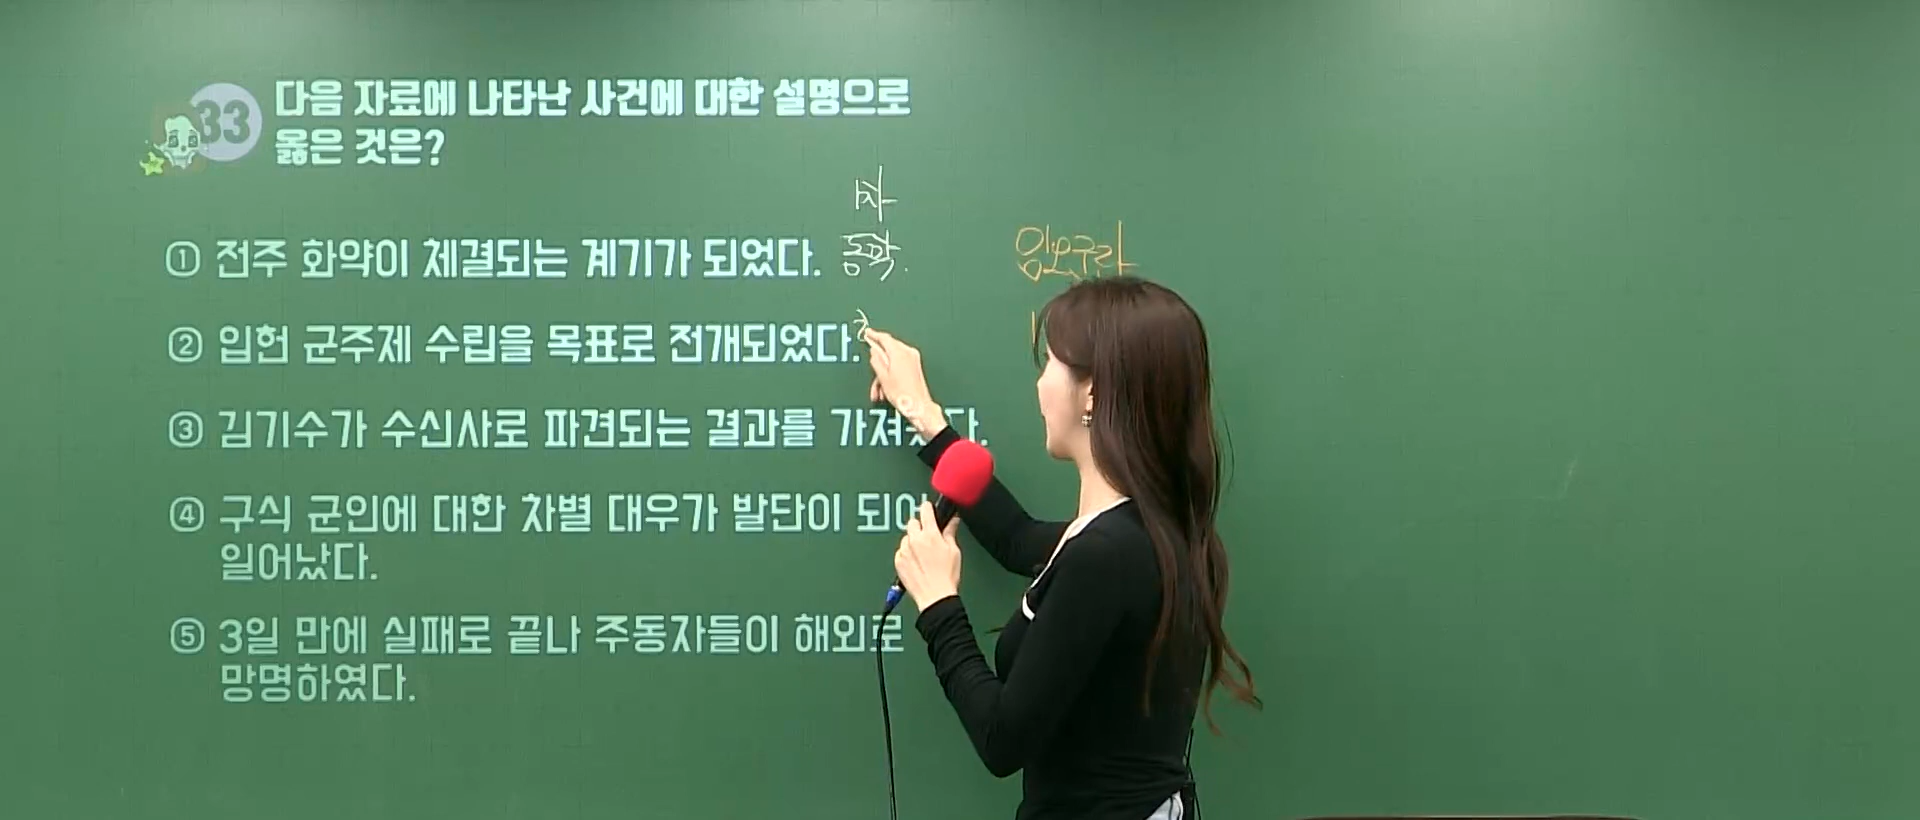 33 다음 자료에 나타난 사건에 대한 설명으로
옳은 것은?
① 전주 화약이 체결되는 계기가 되었다.
동학.
임오군란
② 입헌 군주제 수립을 목표로 전개되었다.
③ 김기수가 수신사로 파견되는 결과를 가져
④ 구식 군인에 대한 차별 대우가 발단이 되어
일어났다.
⑤ 3일 만에 실패로 끝나 주동자들이 해외로
망명하였다.